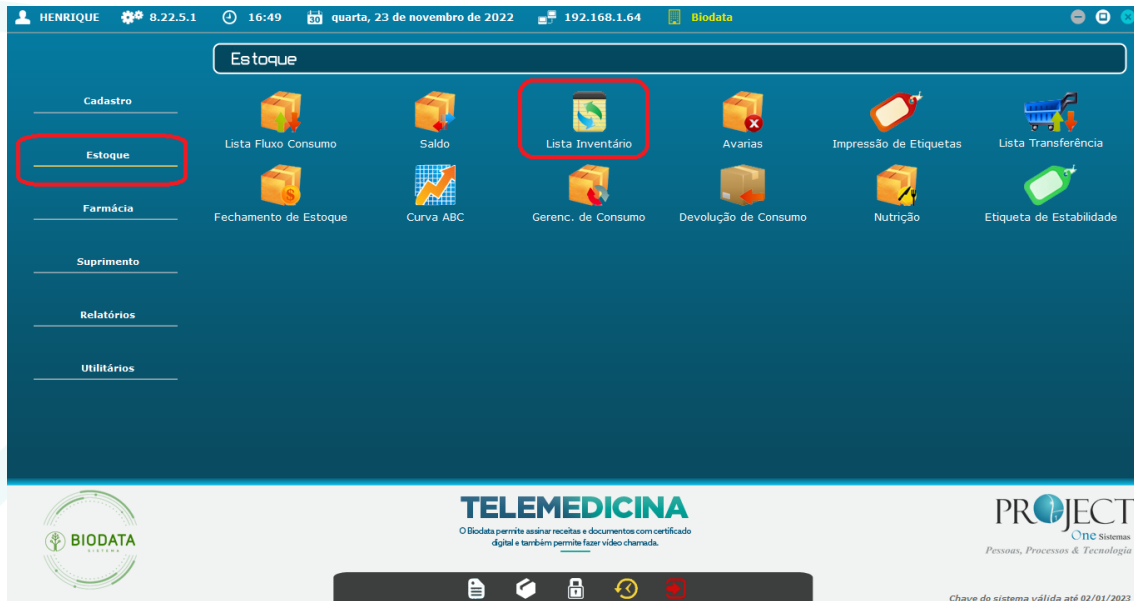 HENRIQUE 8.22.5.1 16:49 30 quarta, 23 de novembro de 2022 192.168.1.64 Biodata
Estoque
Cadastro
Estoque
Farmácia
Suprimento
Relatórios
Utilitários
Lista Fluxo Consumo Saldo Lista Inventário Avarias Impressão de Etiquetas Lista Transferência
Fechamento de Estoque Curva ABC Gerenc. de Consumo Devolução de Consumo Nutrição Etiqueta de Estabilidade
BIODATA
SISTEMA
TELEMEDICINA
O Biodata permite assinar receitas e documentos com certificado
digital e também permite fazer vídeo chamada.
PROJECT
One Sistemas
Pessoas, Processos & Tecnologia
Chave do sistema válida até 02/01/2023